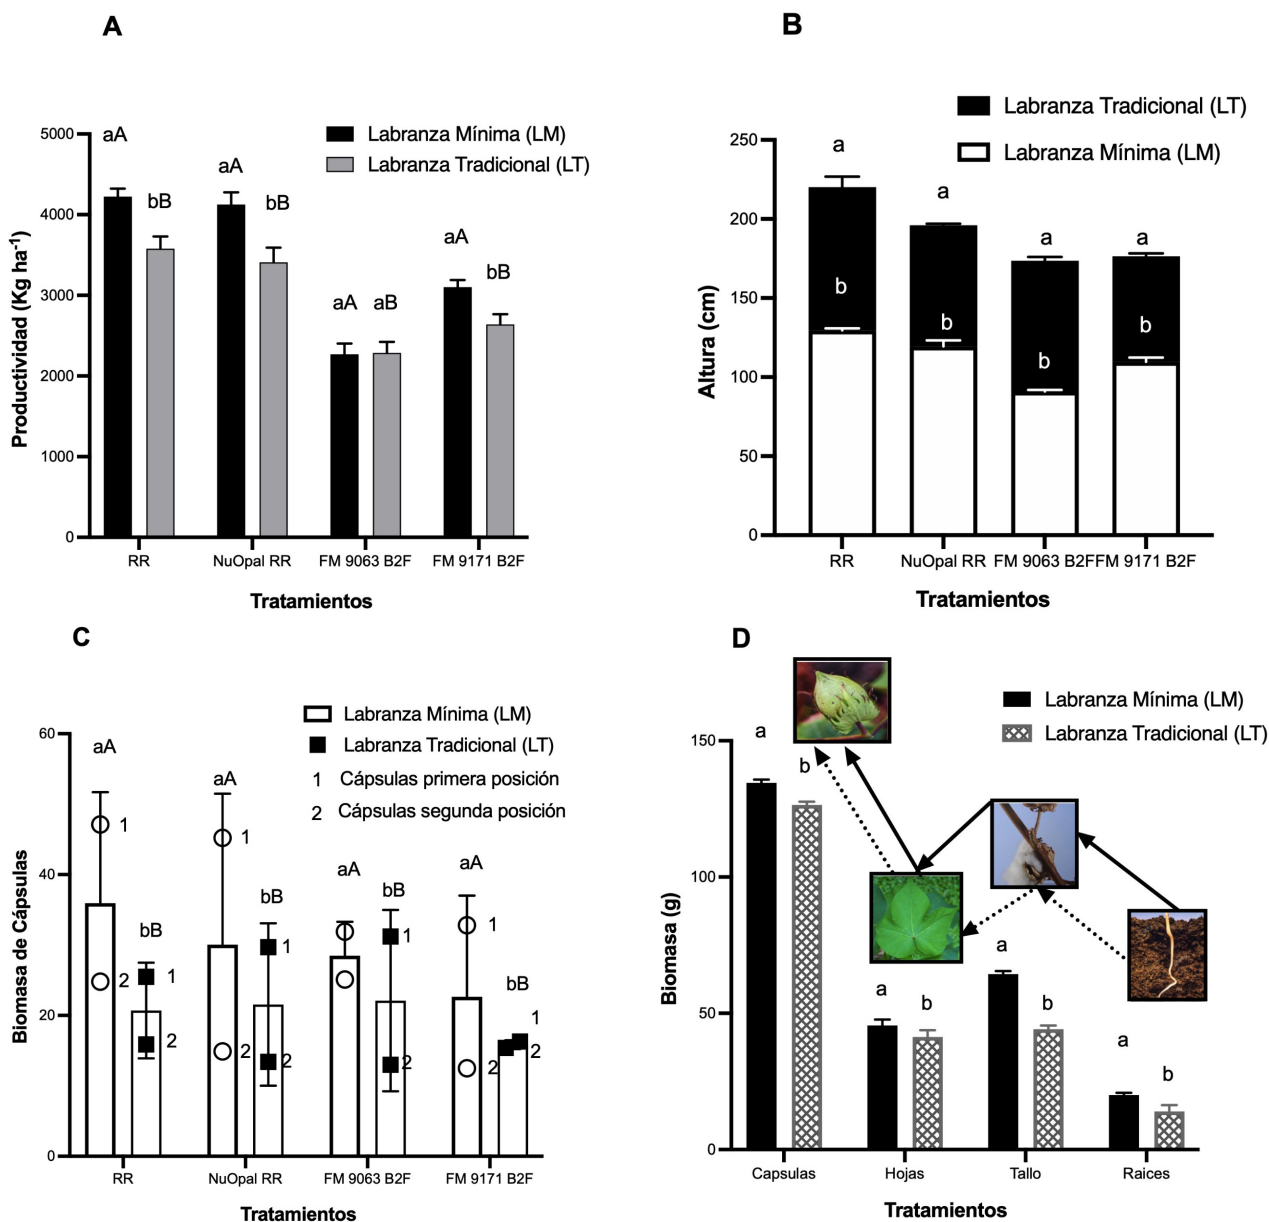 A
5000
4000
3000
2000
1000
0
Productividad (Kg ha-1)
Labranza Mínima (LM)
Labranza Tradicional (LT)
aA
bB
aA
bB
aA
aB
aA
bB
RR
NuOpal RR
FM 9063 B2F
FM 9171 B2F
Tratamientos
B
Labranza Tradicional (LT)
Labranza Mínima (LM)
250
200
150
100
50
0
Altura (cm)
a
a
a
a
b
b
b
b
RR
NuOpal RR
FM 9063 B2F
FM 9171 B2F
Tratamientos
C
Labranza Mínima (LM)
Labranza Tradicional (LT)
1 Cápsulas primera posición
2 Cápsulas segunda posición
60
40
20
0
Biomasa de Cápsulas
aA
1
2
bB
1
2
aA
1
2
bB
1
2
aA
bB
1
2
aA
1
2
bB
1
2
RR
NuOpal RR
FM 9063 B2F
FM 9171 B2F
Tratamientos
D
Labranza Mínima (LM)
Labranza Tradicional (LT)
150
100
50
0
Biomasa (g)
a
b
a
b
a
b
a
b
Capsulas
Hojas
Tallo
Raices
Tratamientos